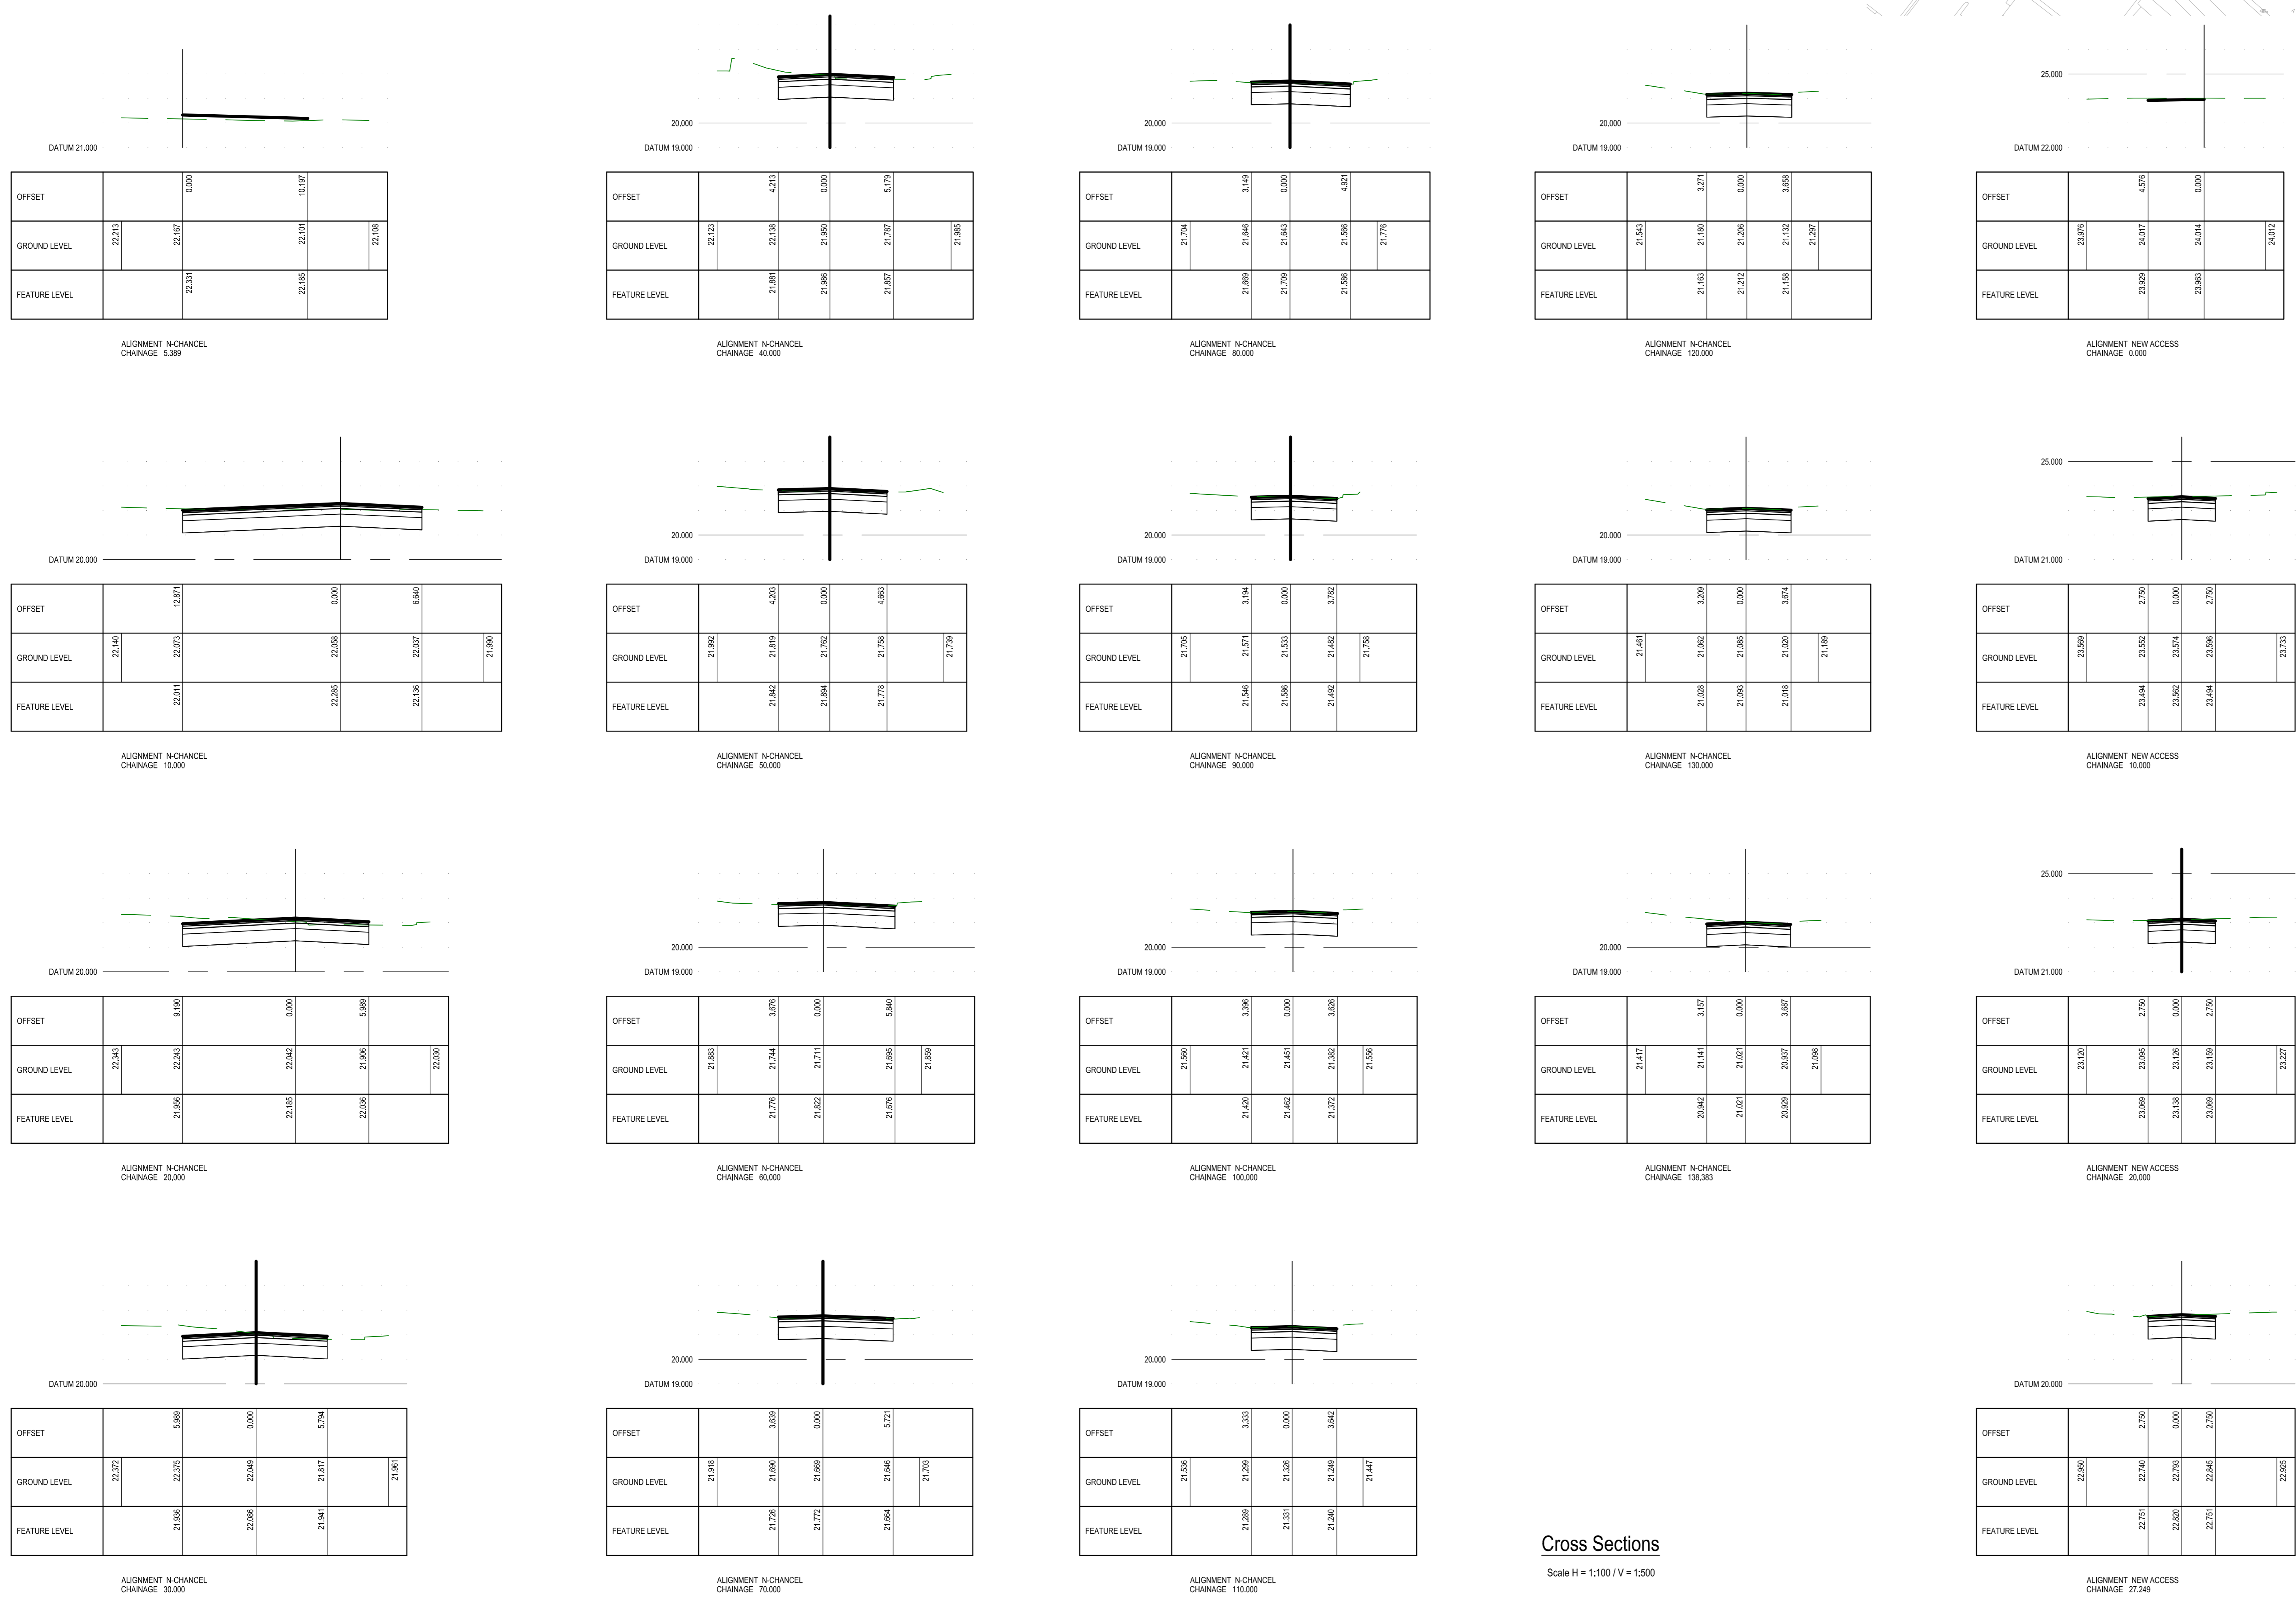 DATUM 21.000
OFFSET 0.000 10.197
GROUND LEVEL 22.213 22.167 22.101 22.108
FEATURE LEVEL 22.331 22.185
ALIGNMENT N-CHANCEL
CHAINAGE 5.389
20.000
DATUM 19.000
OFFSET 4.213 0.000 5.179
GROUND LEVEL 22.123 22.138 21.950 21.787 21.985
FEATURE LEVEL 21.881 21.986 21.857
ALIGNMENT N-CHANCEL
CHAINAGE 40.000
20.000
DATUM 19.000
OFFSET 3.149 0.000 4.921
GROUND LEVEL 21.704 21.646 21.643 21.566 21.776
FEATURE LEVEL 21.669 21.709 21.586
ALIGNMENT N-CHANCEL
CHAINAGE 80.000
20.000
DATUM 19.000
OFFSET 3.271 0.000 3.658
GROUND LEVEL 21.543 21.180 21.206 21.132 21.297
FEATURE LEVEL 21.163 21.212 21.158
ALIGNMENT N-CHANCEL
CHAINAGE 120.000
25.000
DATUM 22.000
OFFSET 4.576 0.000
GROUND LEVEL 23.976 24.017 24.014 24.012
FEATURE LEVEL 23.929 23.963
ALIGNMENT NEW ACCESS
CHAINAGE 0.000
DATUM 20.000
OFFSET 12.871 0.000 6.640
GROUND LEVEL 22.140 22.073 22.058 22.037 21.990
FEATURE LEVEL 22.011 22.285 22.136
ALIGNMENT N-CHANCEL
CHAINAGE 10.000
20.000
DATUM 19.000
OFFSET 4.203 0.000 4.663
GROUND LEVEL 21.992 21.819 21.762 21.758 21.739
FEATURE LEVEL 21.842 21.894 21.778
ALIGNMENT N-CHANCEL
CHAINAGE 50.000
20.000
DATUM 19.000
OFFSET 3.194 0.000 3.782
GROUND LEVEL 21.705 21.571 21.533 21.482 21.758
FEATURE LEVEL 21.546 21.586 21.492
ALIGNMENT N-CHANCEL
CHAINAGE 90.000
20.000
DATUM 19.000
OFFSET 3.209 0.000 3.674
GROUND LEVEL 21.461 21.062 21.085 21.020 21.189
FEATURE LEVEL 21.028 21.093 21.018
ALIGNMENT N-CHANCEL
CHAINAGE 130.000
25.000
DATUM 21.000
OFFSET 2.750 0.000 2.750
GROUND LEVEL 23.569 23.552 23.574 23.596 23.733
FEATURE LEVEL 23.494 23.562 23.494
ALIGNMENT NEW ACCESS
CHAINAGE 10.000
DATUM 20.000
OFFSET 9.190 0.000 5.989
GROUND LEVEL 22.343 22.243 22.042 21.906 22.030
FEATURE LEVEL 21.956 22.185 22.036
ALIGNMENT N-CHANCEL
CHAINAGE 20.000
20.000
DATUM 19.000
OFFSET 3.676 0.000 5.840
GROUND LEVEL 21.883 21.744 21.711 21.695 21.859
FEATURE LEVEL 21.776 21.822 21.676
ALIGNMENT N-CHANCEL
CHAINAGE 60.000
20.000
DATUM 19.000
OFFSET 3.396 0.000 3.626
GROUND LEVEL 21.560 21.421 21.451 21.382 21.556
FEATURE LEVEL 21.420 21.462 21.372
ALIGNMENT N-CHANCEL
CHAINAGE 100.000
20.000
DATUM 19.000
OFFSET 3.157 0.000 3.687
GROUND LEVEL 21.417 21.141 21.021 20.937 21.098
FEATURE LEVEL 20.942 21.021 20.929
ALIGNMENT N-CHANCEL
CHAINAGE 138.383
25.000
DATUM 21.000
OFFSET 2.750 0.000 2.750
GROUND LEVEL 23.120 23.095 23.126 23.159 23.227
FEATURE LEVEL 23.069 23.138 23.069
ALIGNMENT NEW ACCESS
CHAINAGE 20.000
DATUM 20.000
OFFSET 5.989 0.000 5.794
GROUND LEVEL 22.372 22.375 22.049 21.817 21.961
FEATURE LEVEL 21.936 22.086 21.941
ALIGNMENT N-CHANCEL
CHAINAGE 30.000
20.000
DATUM 19.000
OFFSET 3.639 0.000 5.721
GROUND LEVEL 21.918 21.690 21.669 21.646 21.703
FEATURE LEVEL 21.726 21.772 21.664
ALIGNMENT N-CHANCEL
CHAINAGE 70.000
20.000
DATUM 19.000
OFFSET 3.333 0.000 3.642
GROUND LEVEL 21.536 21.299 21.326 21.249 21.447
FEATURE LEVEL 21.289 21.331 21.240
ALIGNMENT N-CHANCEL
CHAINAGE 110.000
Cross Sections
Scale H = 1:100 / V = 1:500
DATUM 20.000
OFFSET 2.750 0.000 2.750
GROUND LEVEL 22.950 22.740 22.793 22.845 22.925
FEATURE LEVEL 22.751 22.820 22.751
ALIGNMENT NEW ACCESS
CHAINAGE 27.249